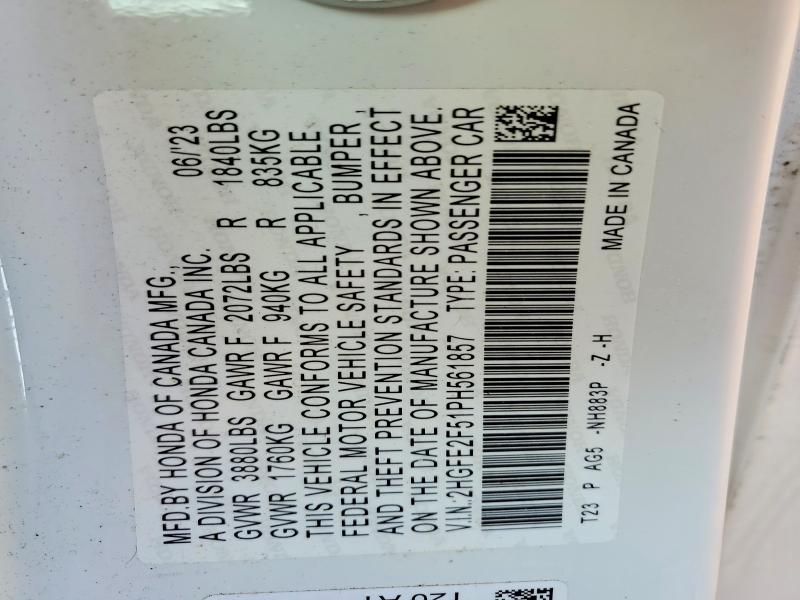 MFD.BY HONDA OF CANADA MFG., 06/'23
A DIVISION OF HONDA CANADA INC.
GVWR 3880LBS GAWR F 2072LBS R 1840LBS
GVWR 1760KG GAWR F 940KG R 835KG
THIS VEHICLE CONFORMS TO ALL APPLICABLE
FEDERAL MOTOR VEHICLE SAFETY , BUMPER ,
AND THEFT PREVENTION STANDARDS IN EFFECT
ON THE DATE OF MANUFACTURE SHOWN ABOVE.
V.I.N.:2HGFE2F51PH561857 TYPE: PASSENGER CAR
T23 P AG5 -NH883P -Z -H
MADE IN CANADA